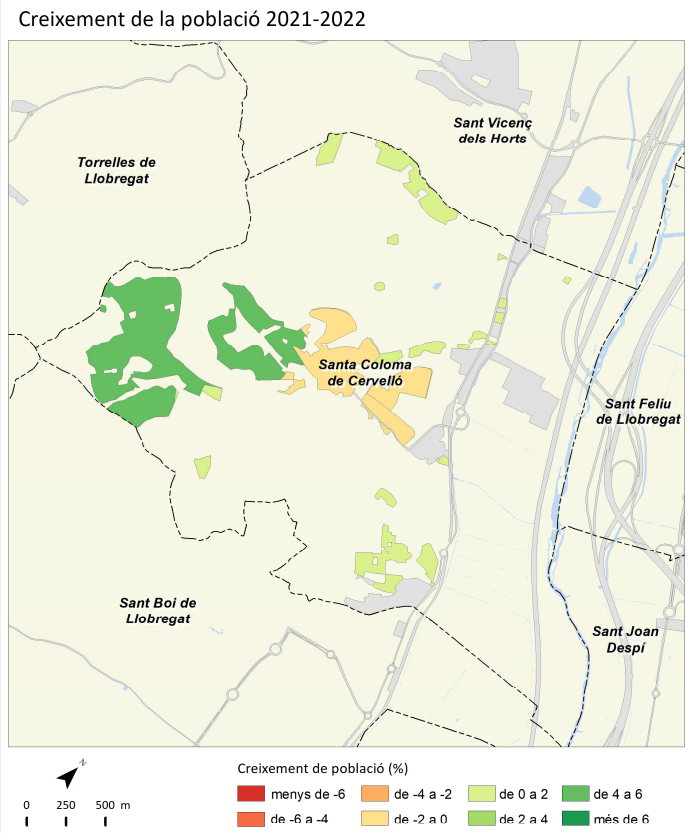 Creixement de la població 2021-2022
Sant Vicenç
dels Horts
Torrelles de
Llobregat
Santa Coloma
de Cervelló
Sant Feliu
de Llobregat
Sant Boi de
Llobregat
Sant Joan
Despí
N
0 250 500 m
Creixement de població (%)
menys de -6 de -4 a -2 de 0 a 2 de 4 a 6
de -6 a -4 de -2 a 0 de 2 a 4 més de 6